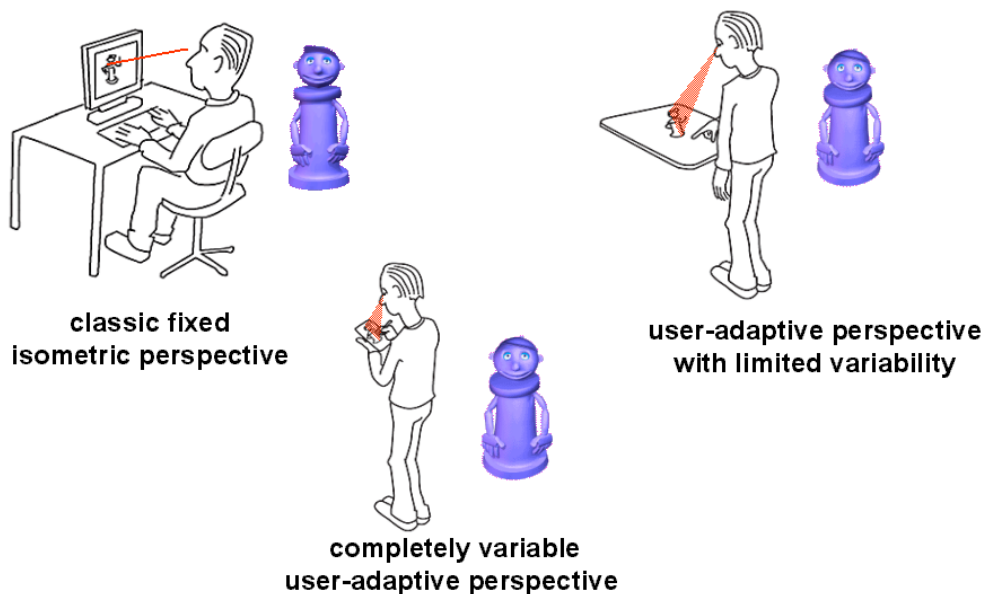 classic fixed
isometric perspective
user-adaptive perspective
with limited variability
completely variable
user-adaptive perspective